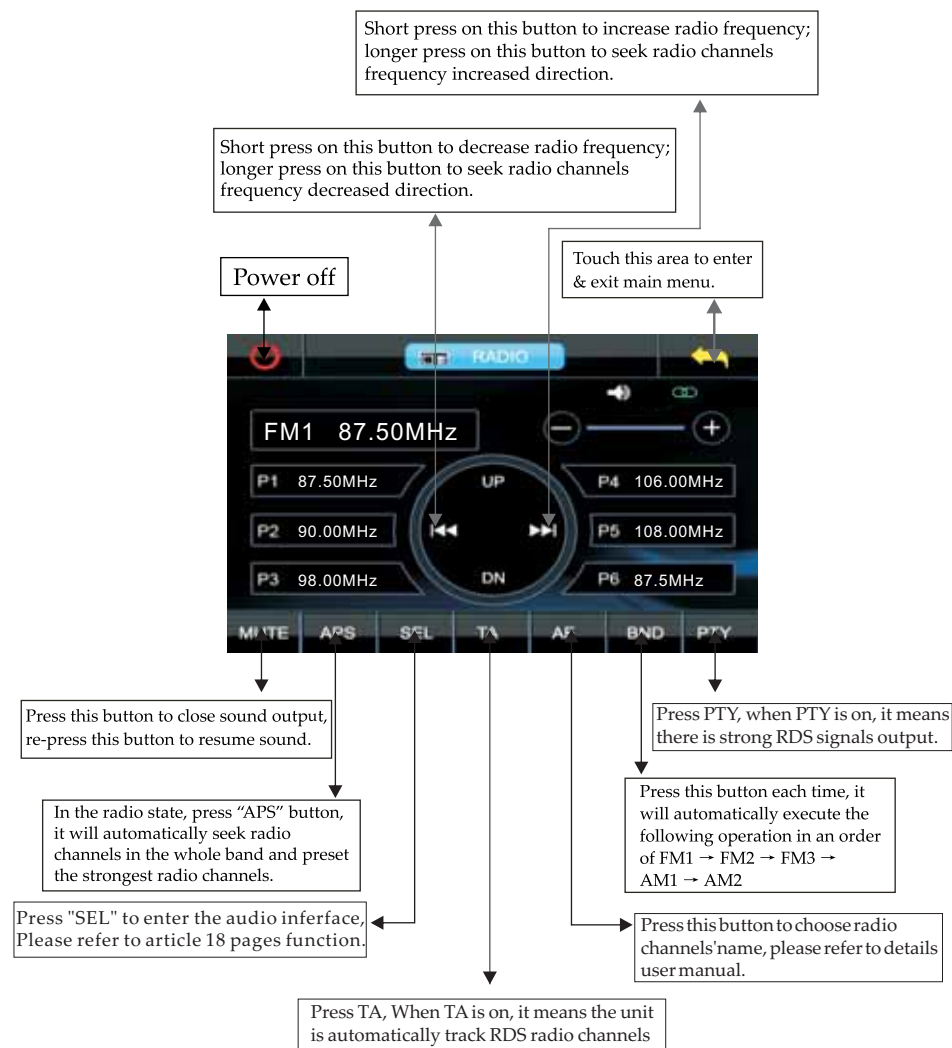 Short press on this button to increase radio frequency;
longer press on this button to seek radio channels
frequency increased direction.
Short press on this button to decrease radio frequency;
longer press on this button to seek radio channels
frequency decreased direction.
Touch this area to enter
& exit main menu.
Power off
RADIO
FM1 87.50MHz
P1 87.50MHz
UP
P4 106.00MHz
P2 90.00MHz
P5 108.00MHz
P3 98.00MHz
DN
P6 87.5MHz
MUTE APS SEL TA AF BND PTY
Press this button to close sound output,
re-press this button to resume sound.
Press PTY, when PTY is on, it means
there is strong RDS signals output.
In the radio state, press “APS” button,
it will automatically seek radio
channels in the whole band and preset
the strongest radio channels.
Press this button each time, it
will automatically execute the
following operation in an order
of FM1 → FM2 → FM3 →
AM1 → AM2
Press "SEL" to enter the audio inferface,
Please refer to article 18 pages function.
Press this button to choose radio
channels'name, please refer to details
user manual.
Press TA, When TA is on, it means the unit
is automatically track RDS radio channels